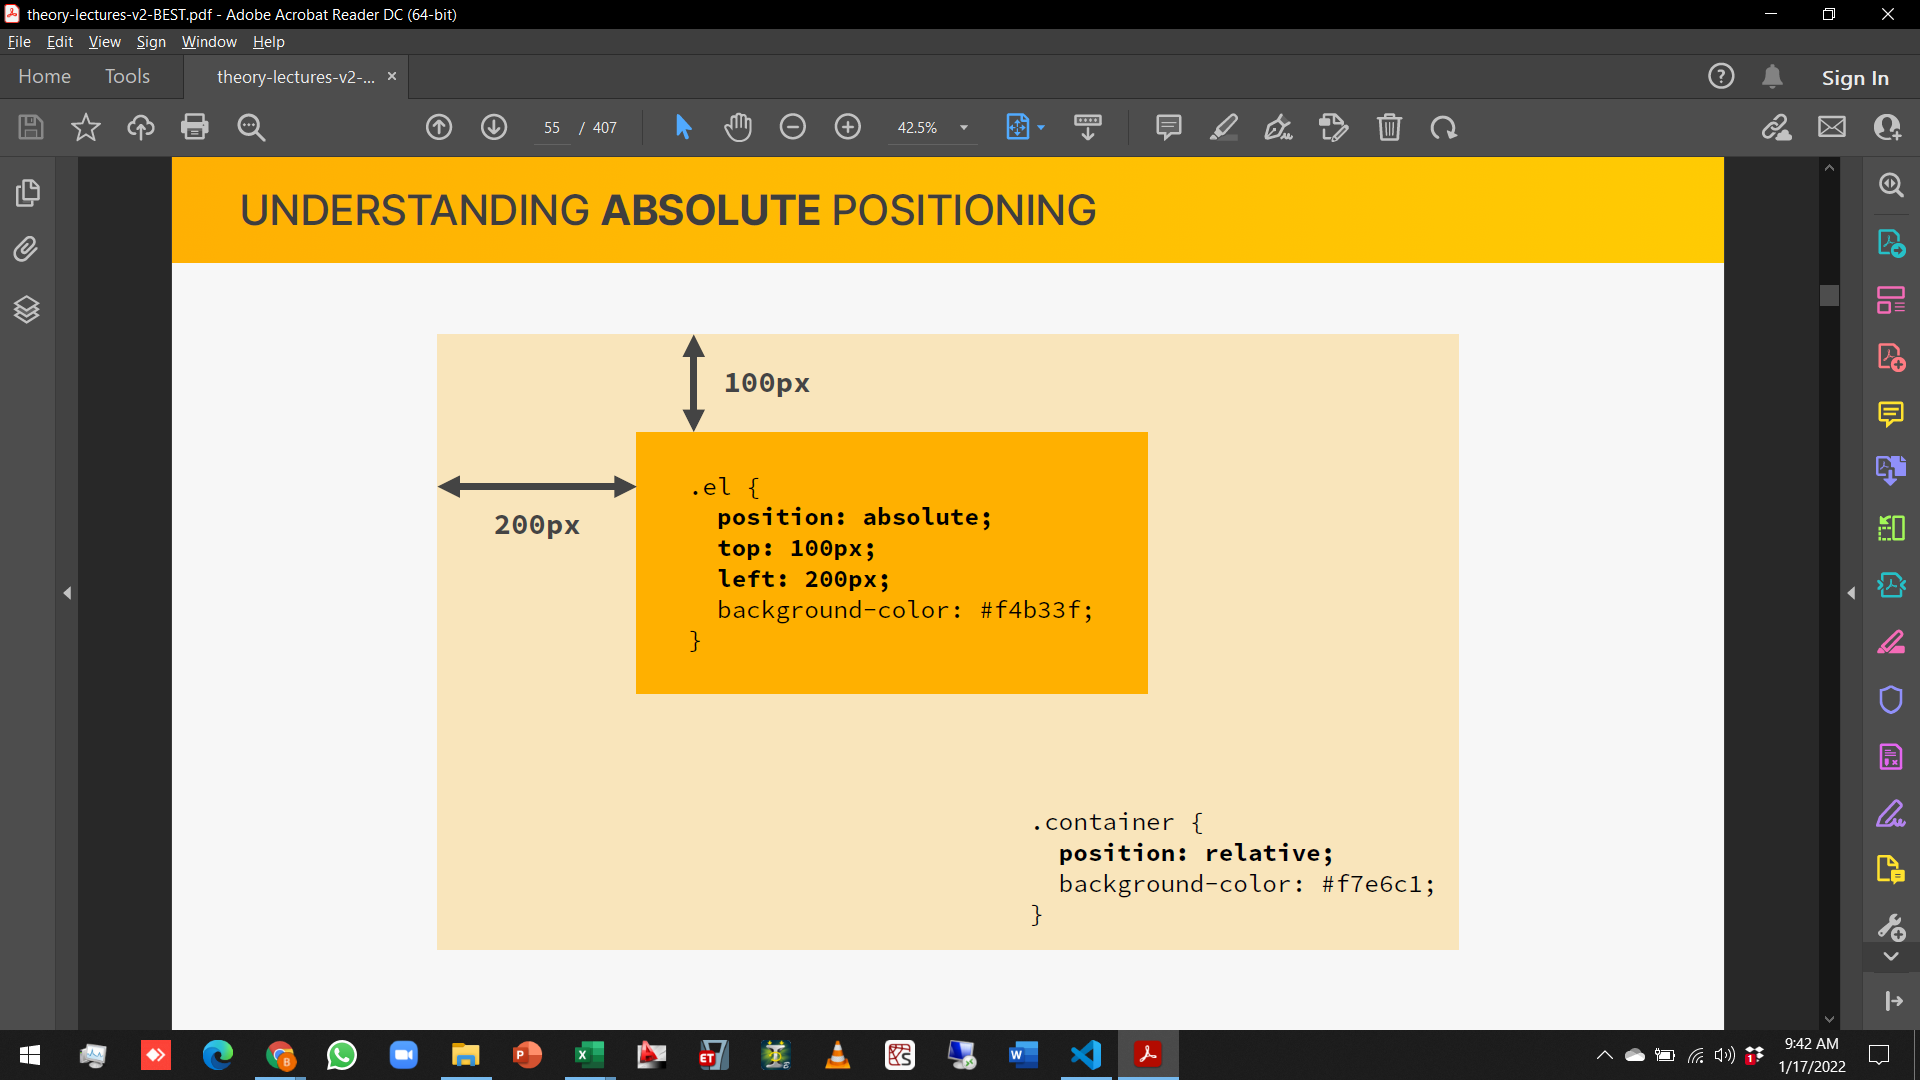 theory-lectures-v2-BEST.pdf - Adobe Acrobat Reader DC (64-bit)
File Edit View Sign Window Help
Home Tools theory-lectures-v2-... × Sign In
55 / 407 42.5%
UNDERSTANDING ABSOLUTE POSITIONING
100px
200px
.el {
position: absolute;
top: 100px;
left: 200px;
background-color: #f4b33f;
}
.container {
position: relative;
background-color: #f7e6c1;
}
9:42 AM
1/17/2022